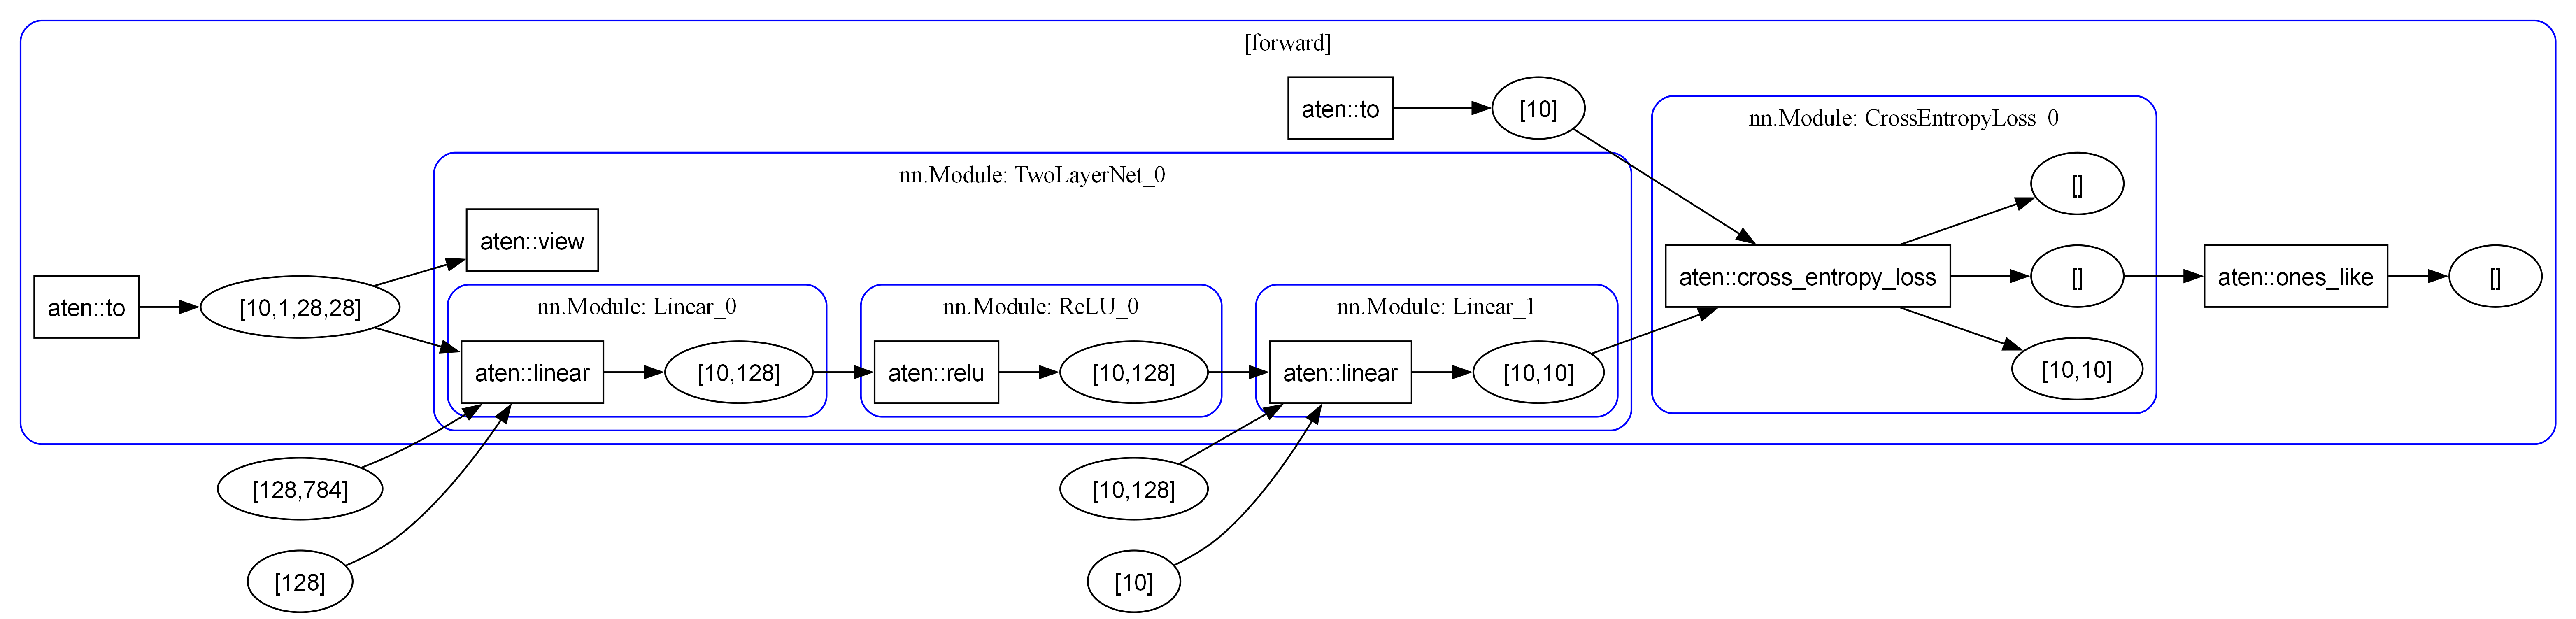 [forward]
aten::to
[10]
nn.Module: CrossEntropyLoss_0
nn.Module: TwoLayerNet_0
[]
aten::view
aten::to
[10,1,28,28]
nn.Module: Linear_0
nn.Module: ReLU_0
nn.Module: Linear_1
aten::cross_entropy_loss
[]
aten::ones_like
[]
aten::linear
[10,128]
aten::relu
[10,128]
aten::linear
[10,10]
[10,10]
[128,784]
[10,128]
[128]
[10]